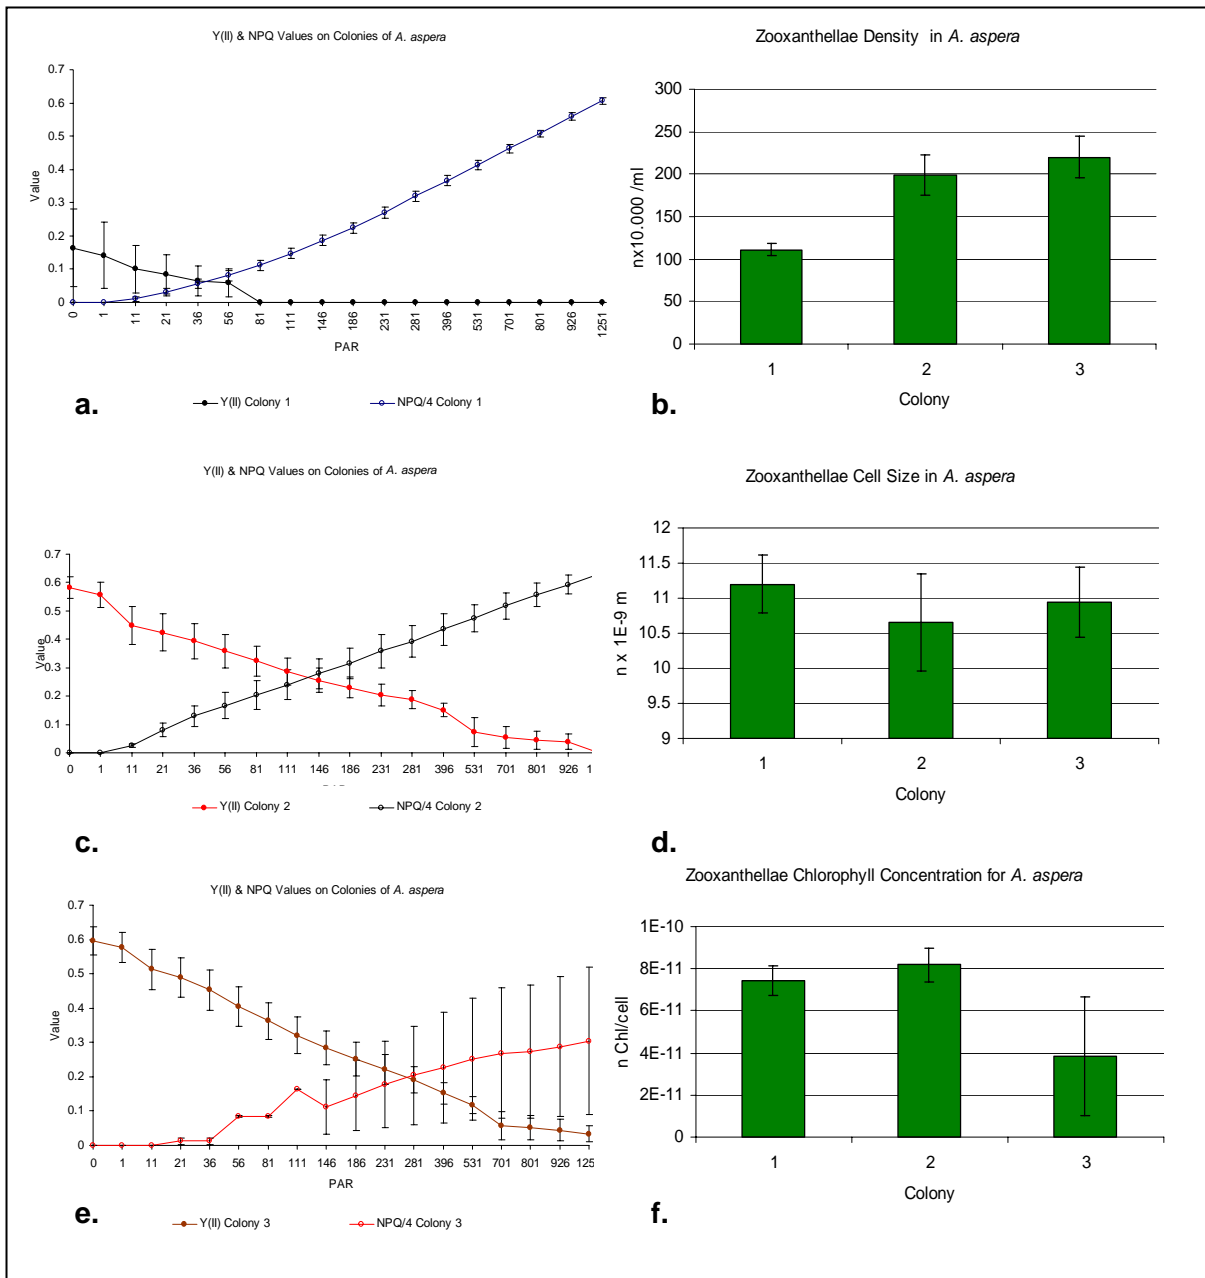 Y(II) & NPQ Values on Colonies of A. aspera
0.7
0.6
0.5
0.4
0.3
0.2
0.1
0
Value
0 1 11 21 36 56 81 111 146 186 231 281 396 531 701 801 926 1251
PAR
a.
Y(II) Colony 1 NPQ/4 Colony 1
Zooxanthellae Density in A. aspera
300
250
200
150
100
50
0
nx10.000 /ml
1 2 3
Colony
b.
Y(II) & NPQ Values on Colonies of A. aspera
0.7
0.6
0.5
0.4
0.3
0.2
0.1
0
Value
0 1 11 21 36 56 81 111 146 186 231 281 396 531 701 801 926 1
Y(II) Colony 2 NPQ/4 Colony 2
c.
Zooxanthellae Cell Size in A. aspera
12
11.5
11
10.5
10
9.5
9
n x 1E-9 m
1 2 3
Colony
d.
Y(II) & NPQ Values on Colonies of A. aspera
0.7
0.6
0.5
0.4
0.3
0.2
0.1
0
Value
0 1 11 21 36 56 81 111 146 186 231 281 396 531 701 801 926 125
PAR
e.
Y(II) Colony 3 NPQ/4 Colony 3
Zooxanthellae Chlorophyll Concentration for A. aspera
1E-10
8E-11
6E-11
4E-11
2E-11
0
n Chl/cell
1 2 3
Colony
f.